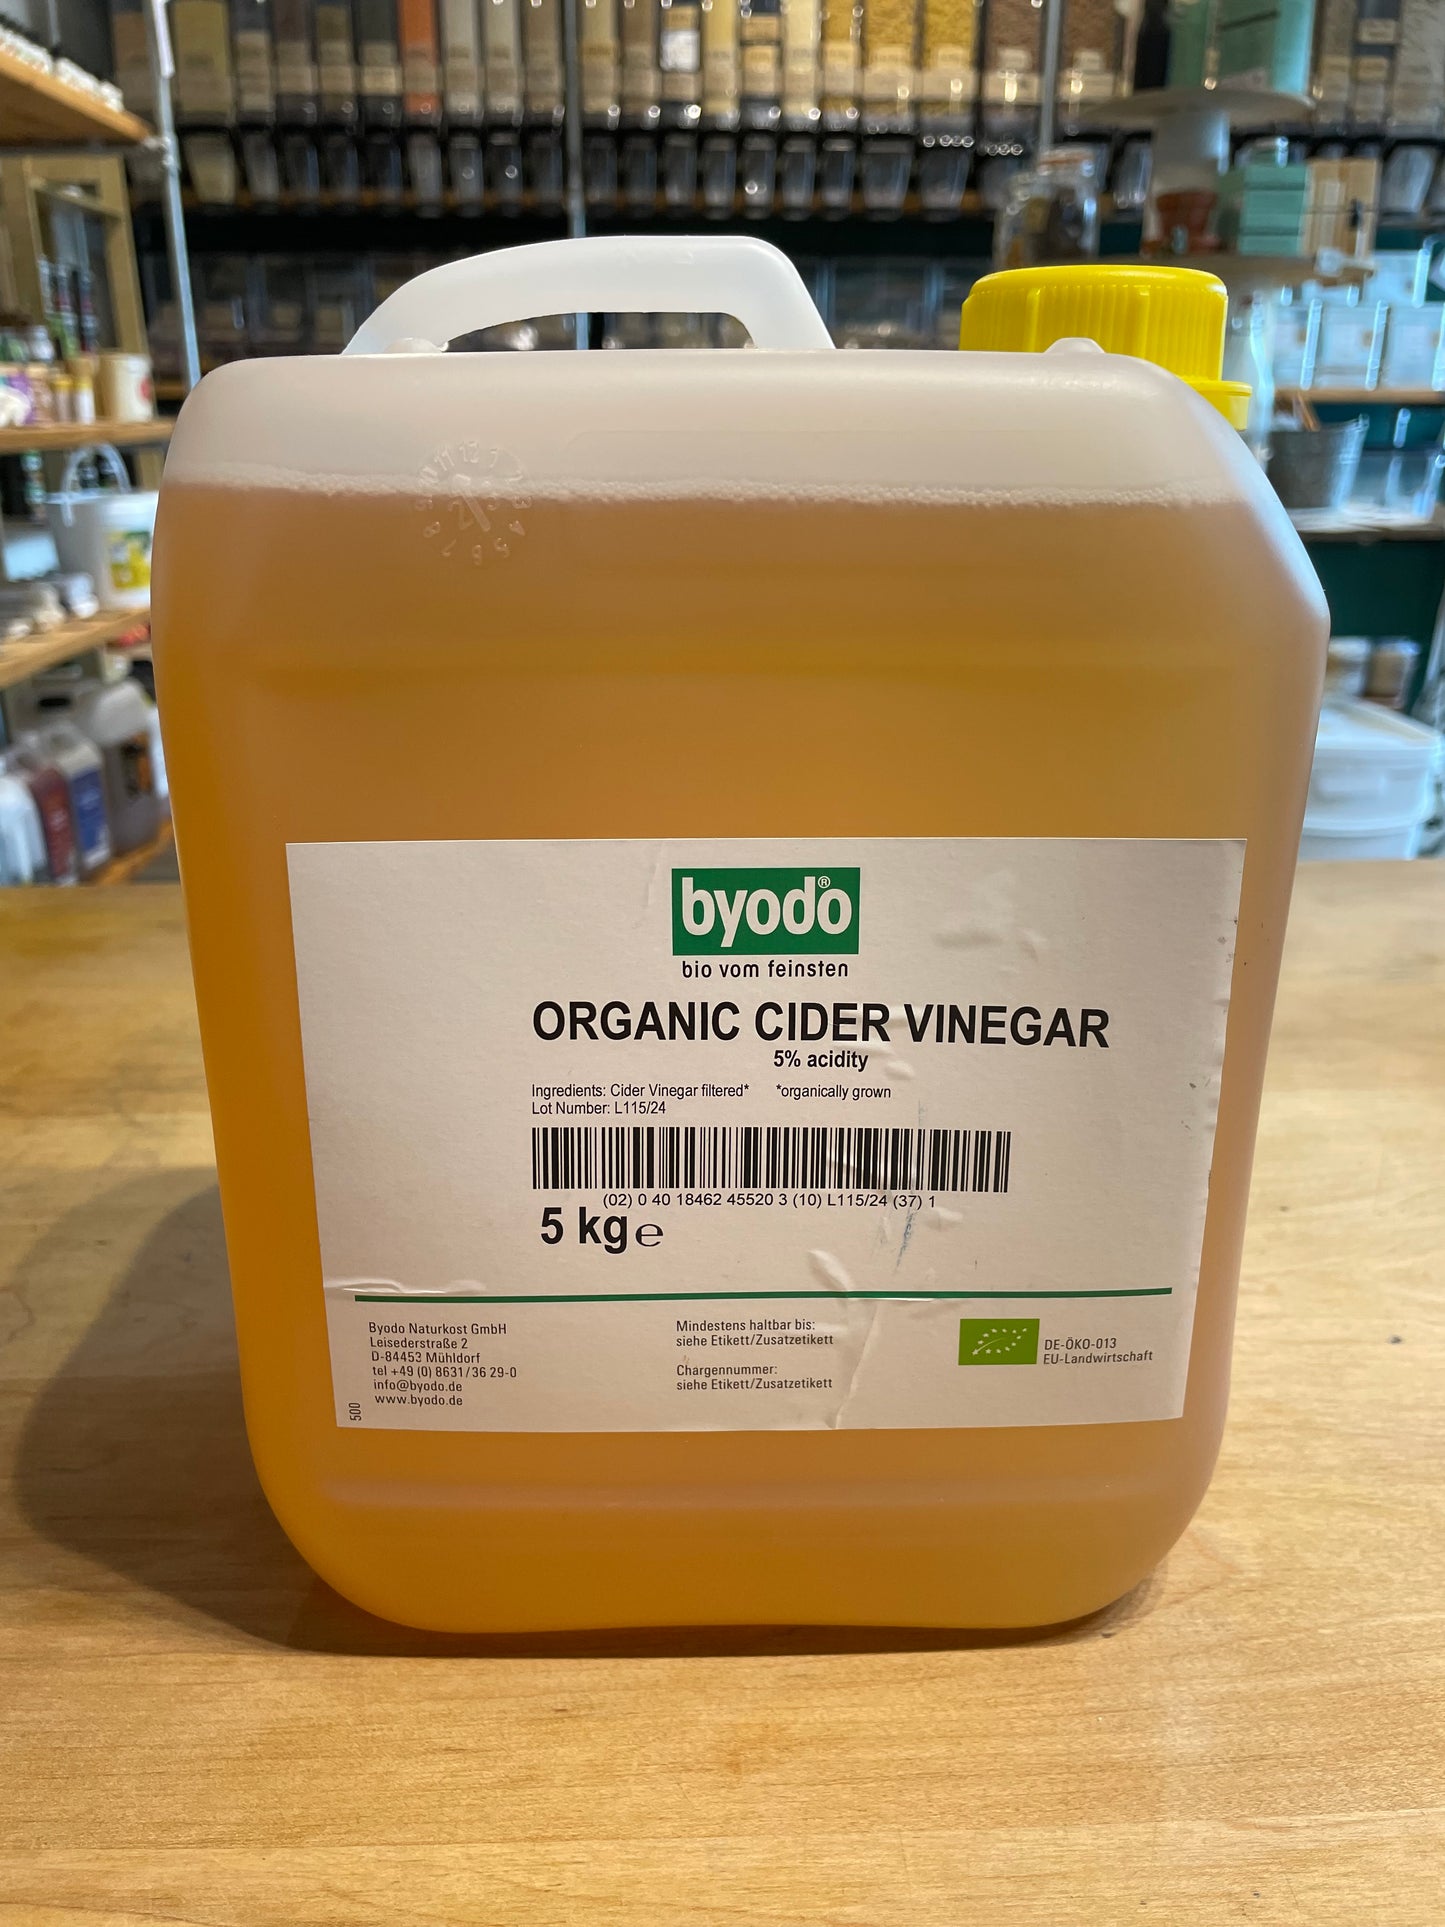 byodo®
bio vom feinsten
ORGANIC CIDER VINEGAR
5% acidity
Ingredients: Cider Vinegar filtered* *organically grown
Lot Number: L115/24
(02) 0 40 18462 45520 3 (10) L115/24 (37) 1
5 kg ℮
Byodo Naturkost GmbH
Leisederstraße 2
D-84453 Mühldorf
tel +49 (0) 8631/36 29-0
info@byodo.de
www.byodo.de
500
Mindestens haltbar bis:
siehe Etikett/Zusatzetikett
Chargennummer:
siehe Etikett/Zusatzetikett
DE-ÖKO-013
EU-Landwirtschaft